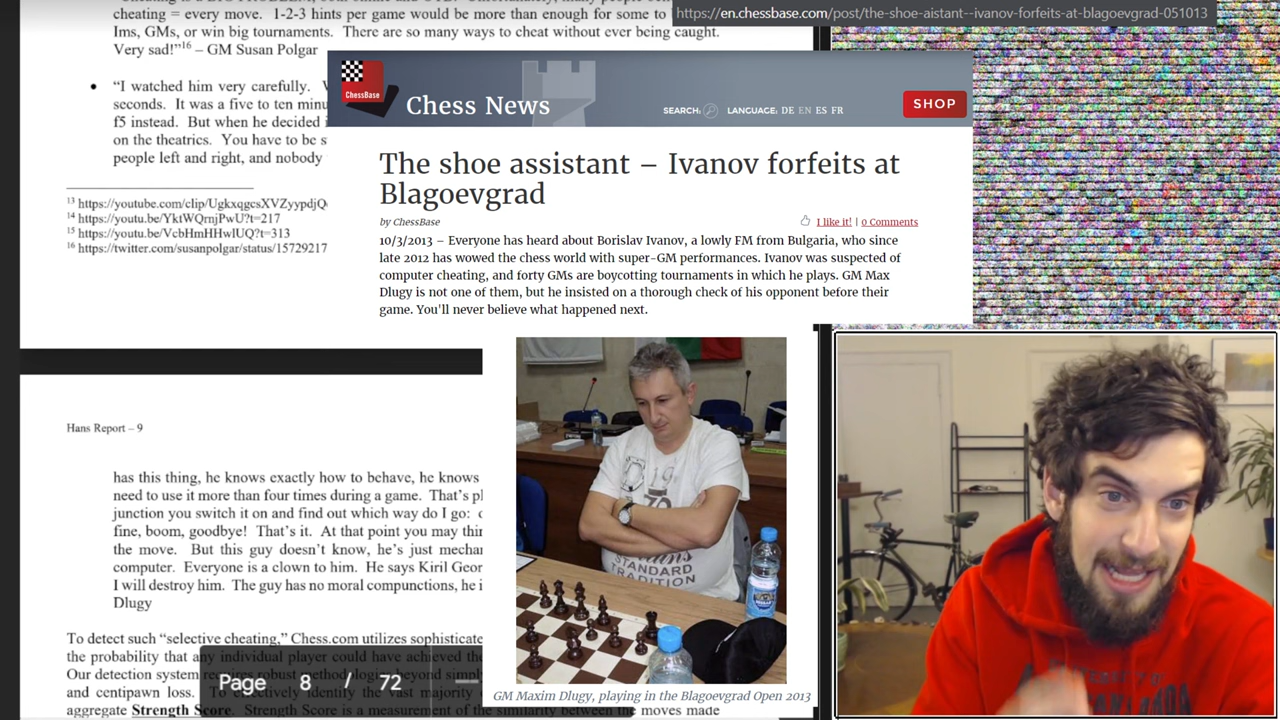 https://en.chessbase.com/post/the-shoe-aistant--ivanov-forfeits-at-blagoevgrad-051013
cheating = every move. 1-2-3 hints per game would be more than enough for some to
Ims, GMs, or win big tournaments. There are so many ways to cheat without ever being caught.
Very sad!”16 – GM Susan Polgar
• “I watched him very carefully.
seconds. It was a five to ten minu
f5 instead. But when he decided i
on the theatrics. You have to be s
people left and right, and nobody
13 https://youtube.com/clip/UgkxqgcsXVZyypdjQ
14 https://youtu.be/YktWQrnjPwU?t=217
15 https://youtu.be/VcbHmHHwlUQ?t=313
16 https://twitter.com/susanpolgar/status/15729217
ChessBase
Chess News
SEARCH:
LANGUAGE: DE EN ES FR
SHOP
The shoe assistant – Ivanov forfeits at
Blagoevgrad
by ChessBase
I like it! | 0 Comments
10/3/2013 – Everyone has heard about Borislav Ivanov, a lowly FM from Bulgaria, who since
late 2012 has wowed the chess world with super-GM performances. Ivanov was suspected of
computer cheating, and forty GMs are boycotting tournaments in which he plays. GM Max
Dlugy is not one of them, but he insisted on a thorough check of his opponent before their
game. You'll never believe what happened next.
Hans Report – 9
has this thing, he knows exactly how to behave, he knows
need to use it more than four times during a game. That's pl
junction you switch it on and find out which way do I go:
fine, boom, goodbye! That's it. At that point you may thin
the move. But this guy doesn't know, he's just mechan
computer. Everyone is a clown to him. He says Kiril Geor
I will destroy him. The guy has no moral compunctions, he i
Dlugy
To detect such “selective cheating,” Chess.com utilizes sophisticate
the probability that any individual player could have achieved the
Our detection system requires robust methodologies beyond simpl
and centipawn loss. To effectively identify the vast majority
aggregate Strength Score. Strength Score is a measurement of the similarity between the moves made
Page 8 / 72
STANDARD
TRADITION
GM Maxim Dlugy, playing in the Blagoevgrad Open 2013